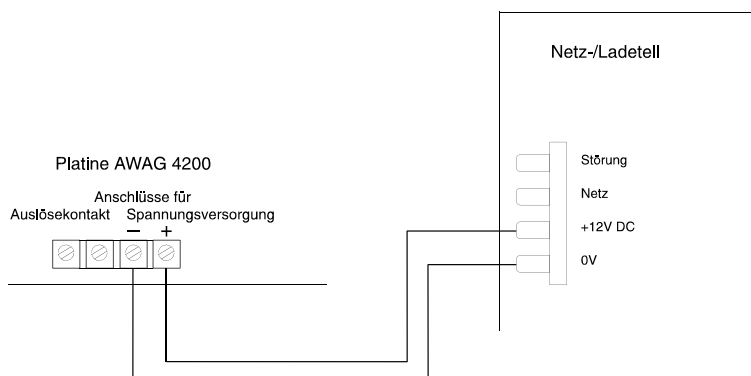 Netz-/Ladetell
Platine AWAG 4200
Anschlüsse für
Auslösekontakt Spannungsversorgung
– +
Störung
Netz
+12V DC
0V